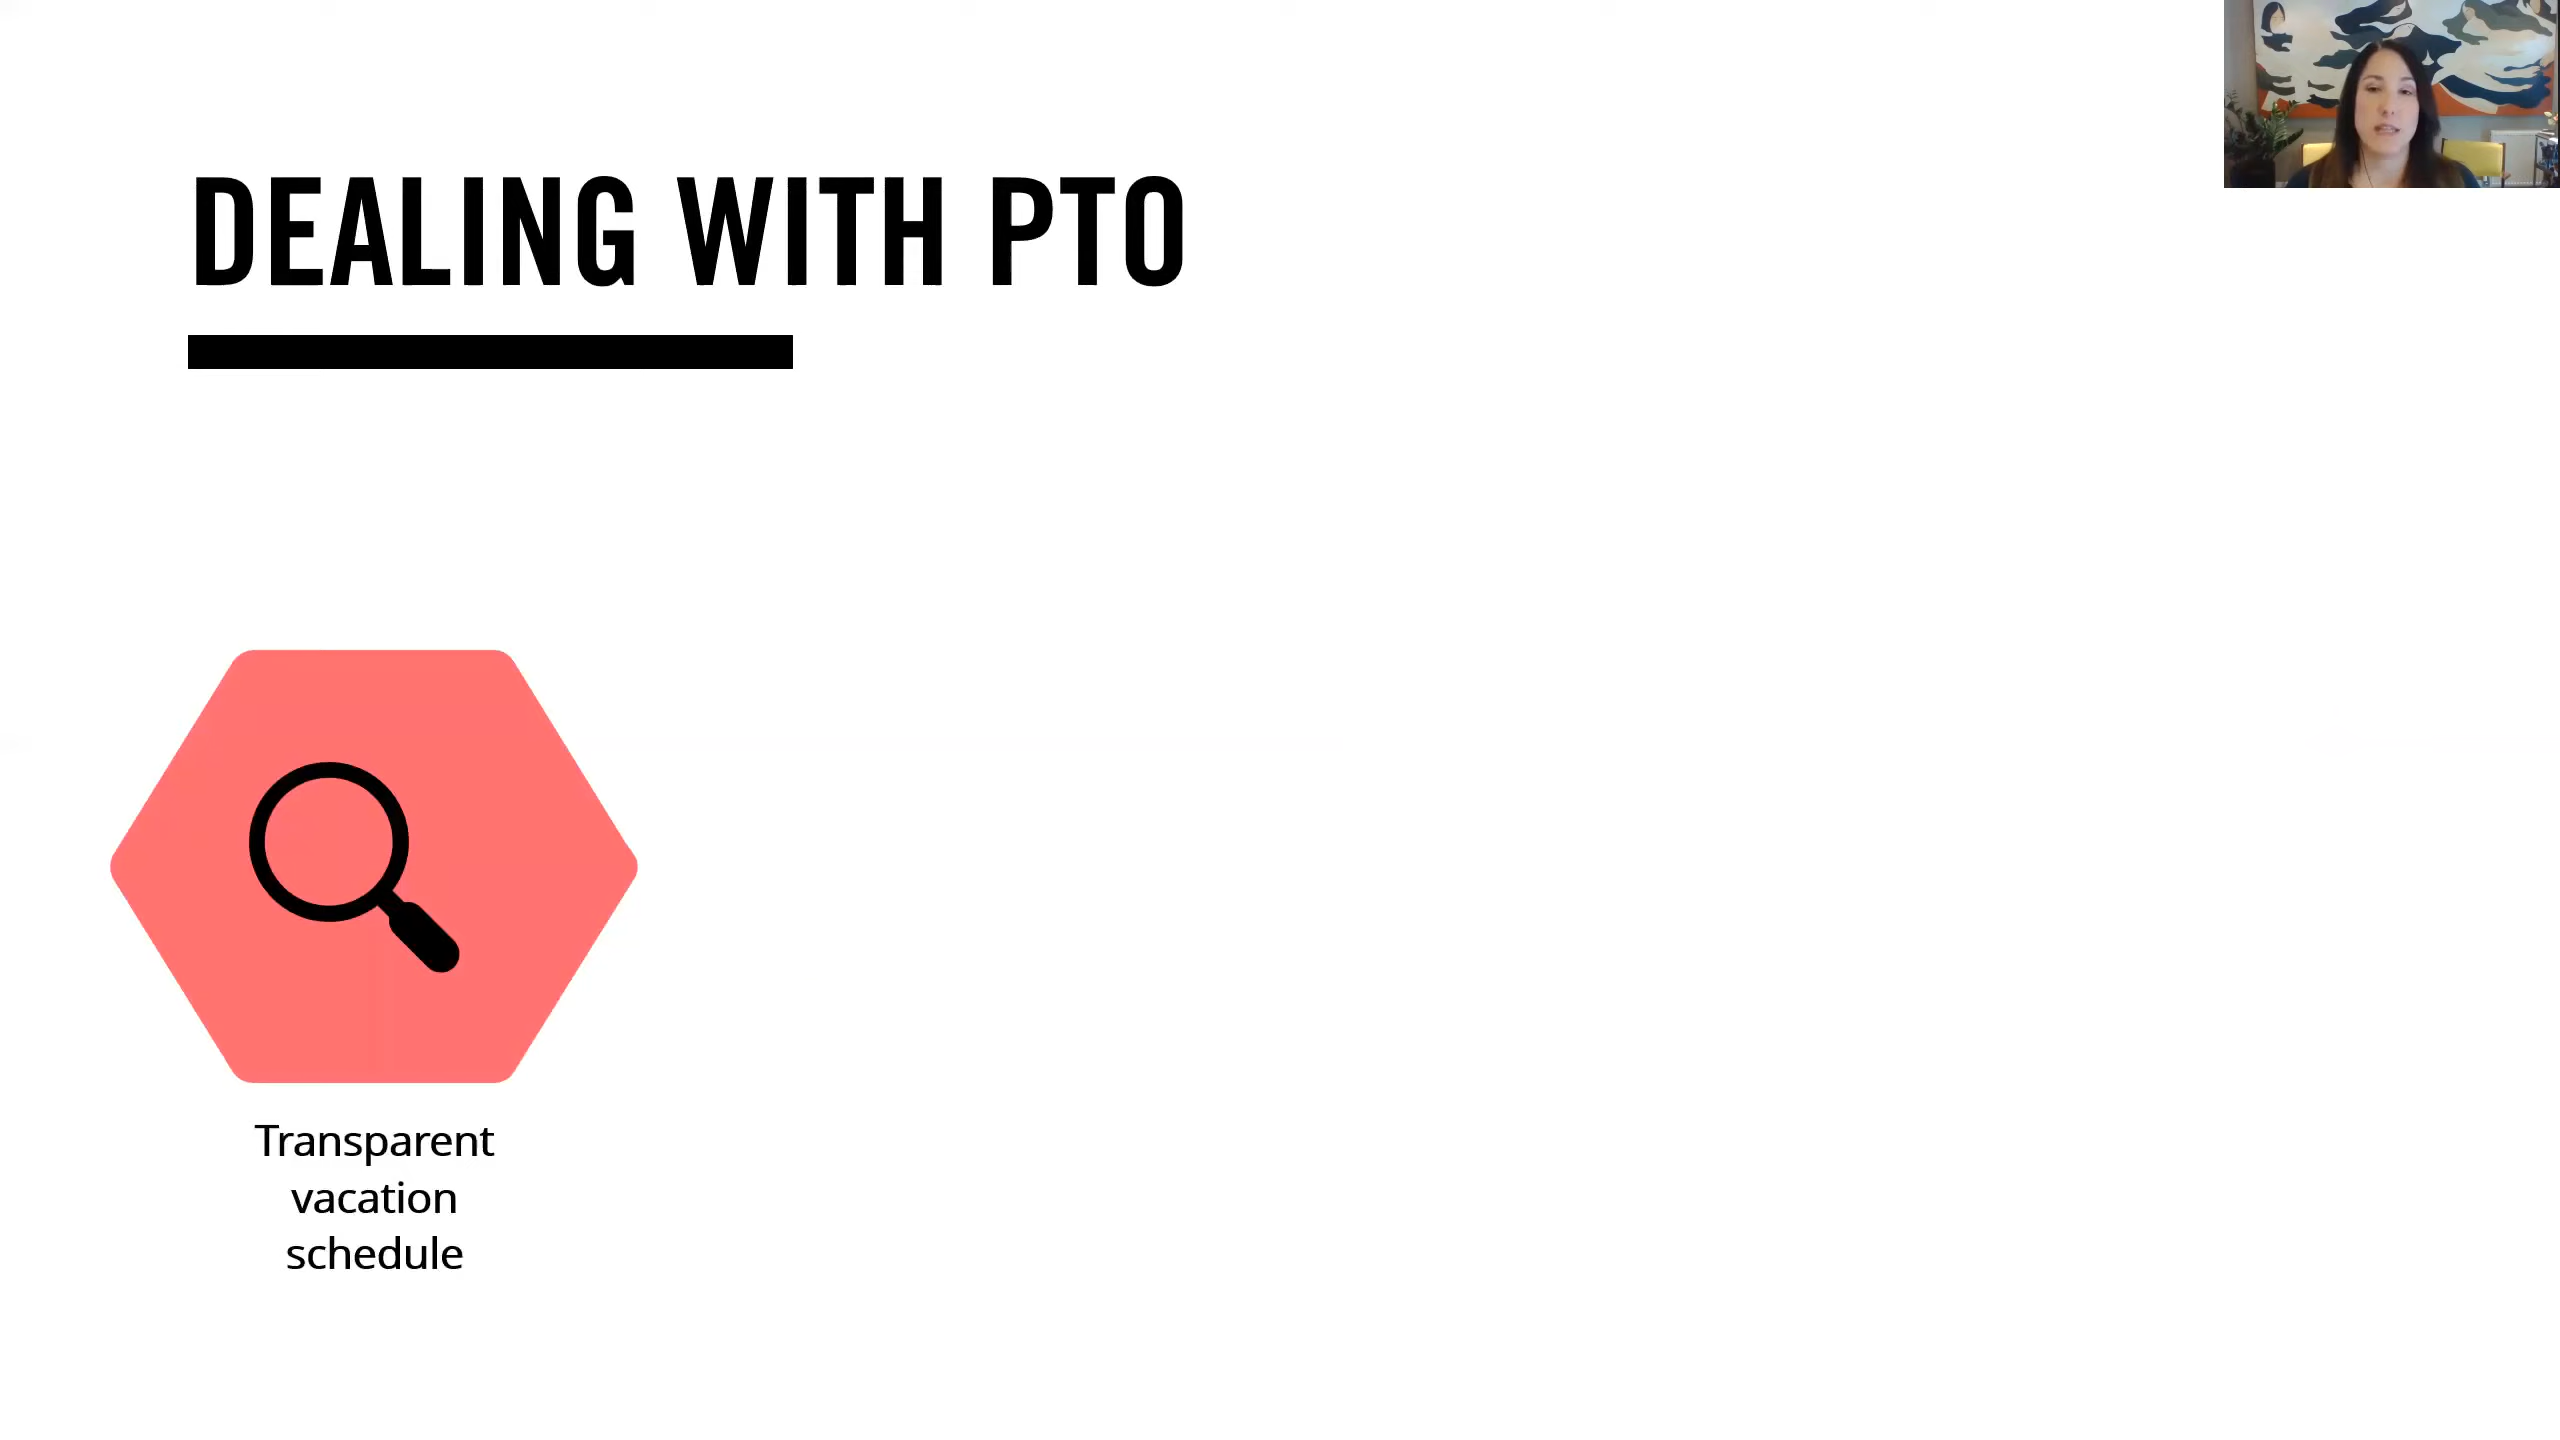 DEALING WITH PTO
Transparent
vacation
schedule